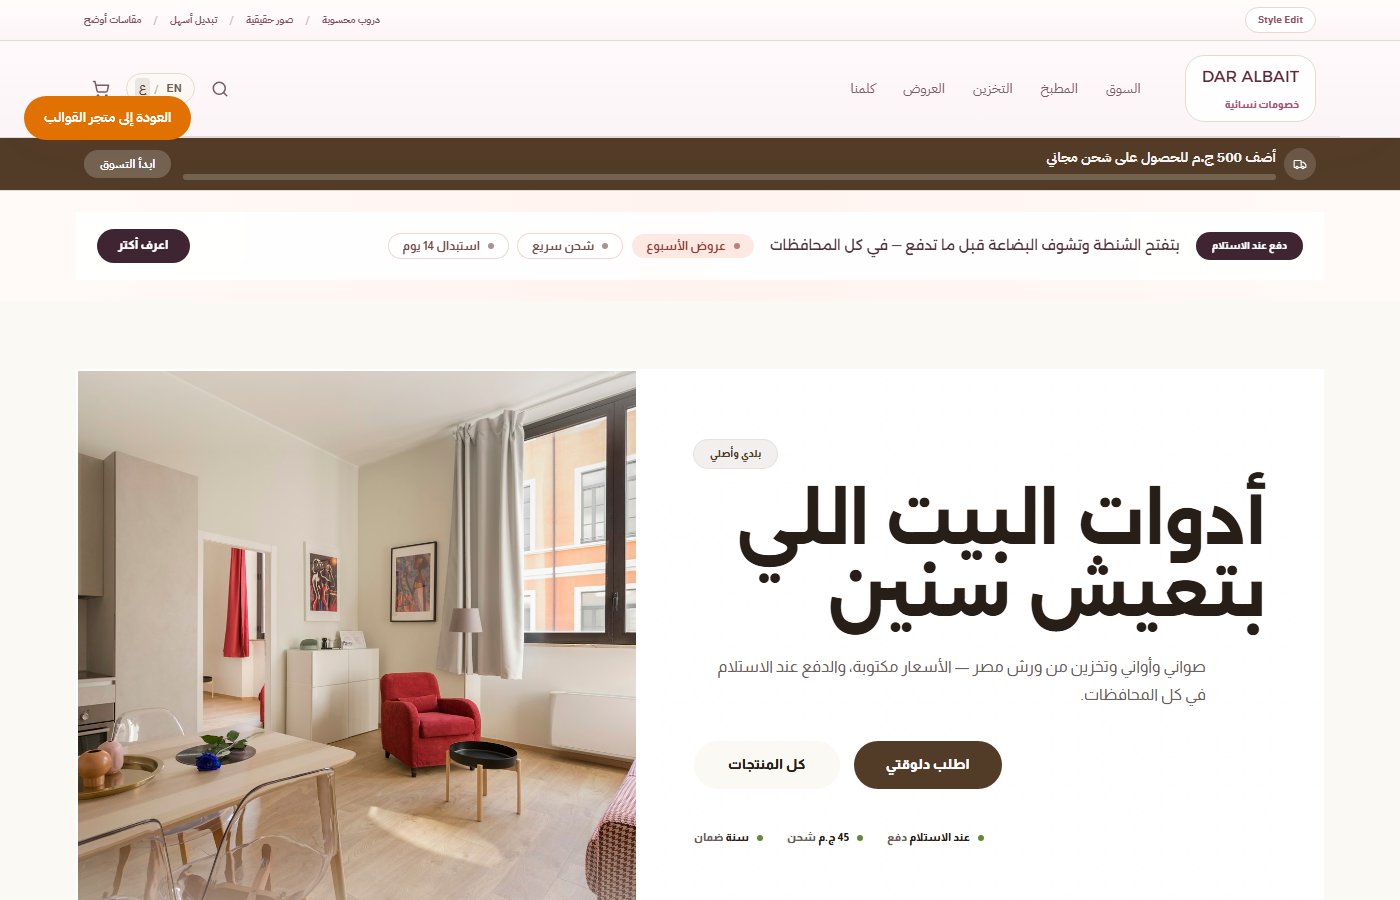 Style Edit
دروب محسوبة / صور حقيقية / تبديل أسهل / مقاسات أوضح
DAR ALBAIT
خصومات نسائية
السوق المطبخ التخزين العروض كلمنا
EN / ع
العودة إلى متجر القوالب
أضف 500 ج.م للحصول على شحن مجاني
ابدأ التسوق
دفع عند الاستلام بتفتح الشنطة وتشوف البضاعة قبل ما تدفع – في كل المحافظات عروض الأسبوع شحن سريع استبدال 14 يوم
اعرف أكتر
بلدي وأصلي
أدوات البيت اللي
بتعيش سنين
صواني وأواني وتخزين من ورش مصر — الأسعار مكتوبة، والدفع عند الاستلام
في كل المحافظات.
اطلب دلوقتي كل المنتجات
عند الاستلام دفع 45 ج.م شحن سنة ضمان